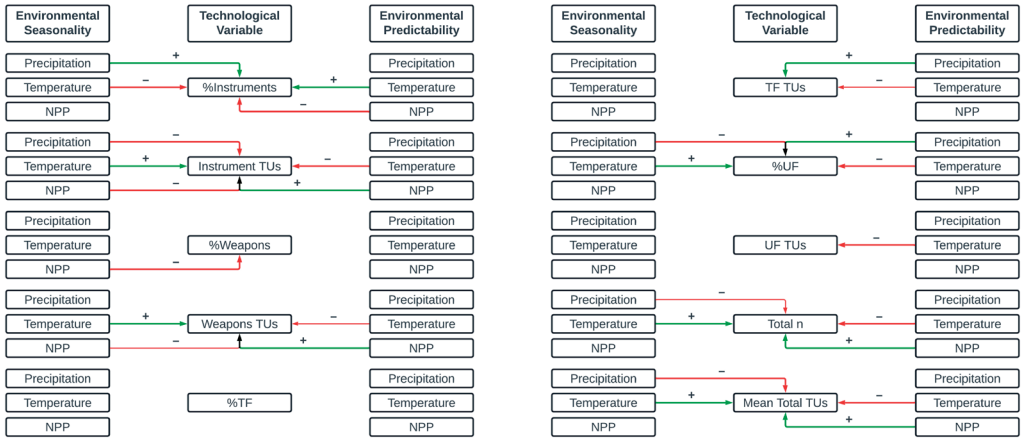 Environmental
Seasonality
Technological
Variable
Environmental
Predictability
Precipitation
+
Precipitation
Temperature
–
%Instruments
+
Temperature
NPP
–
NPP
Precipitation
–
Precipitation
Temperature
+
Instrument TUs
–
Temperature
NPP
–
+
NPP
Precipitation
Precipitation
Temperature
%Weapons
Temperature
NPP
–
NPP
Precipitation
Precipitation
Temperature
+
Weapons TUs
–
Temperature
NPP
–
+
NPP
Precipitation
Precipitation
Temperature
%TF
Temperature
NPP
NPP
Environmental
Seasonality
Technological
Variable
Environmental
Predictability
Precipitation
+
Precipitation
Temperature
TF TUs
–
Temperature
NPP
NPP
Precipitation
–
+
Precipitation
Temperature
+
%UF
–
Temperature
NPP
NPP
Precipitation
Precipitation
Temperature
UF TUs
–
Temperature
NPP
NPP
Precipitation
–
Precipitation
Temperature
+
Total n
–
Temperature
NPP
+
NPP
Precipitation
–
Precipitation
Temperature
+
Mean Total TUs
–
Temperature
NPP
+
NPP